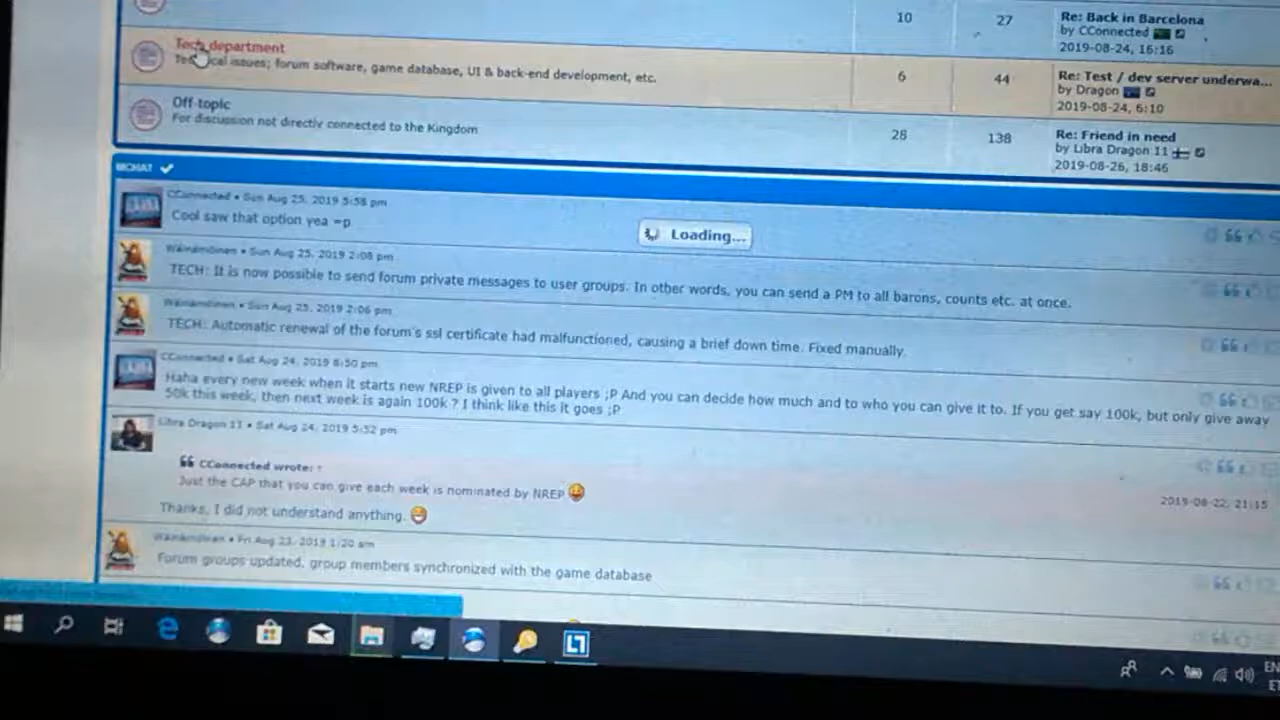 10
27
Re: Back in Barcelona
by CConnected
2019-08-24, 16:16
Tech department
Technical issues; forum software, game database, UI & back-end development, etc.
6
44
Re: Test / dev server underwa...
by Dragon
2019-08-24, 6:10
Off-topic
For discussion not directly connected to the Kingdom
28
138
Re: Friend in need
by Libra Dragon 11
2019-08-26, 18:46
MCHAT
CConnected • Sun Aug 25, 2019 5:58 pm
Cool saw that option yea =p
Loading...
Wäinämöinen • Sun Aug 25, 2019 2:08 pm
TECH: It is now possible to send forum private messages to user groups. In other words, you can send a PM to all barons, counts etc. at once.
Wäinämöinen • Sun Aug 25, 2019 2:06 pm
TECH: Automatic renewal of the forum's ssl certificate had malfunctioned, causing a brief down time. Fixed manually.
CConnected • Sat Aug 24, 2019 6:50 pm
Haha every new week when it starts new NREP is given to all players ;P And you can decide how much and to who you can give it to. If you get say 100k, but only give away
50k this week, then next week is again 100k ? I think like this it goes ;P
Libra Dragon 11 • Sat Aug 24, 2019 5:52 pm
CConnected wrote: ↑
Just the CAP that you can give each week is nominated by NREP
2019-08-22, 21:15
Thanks, I did not understand anything.
Wäinämöinen • Fri Aug 23, 2019 1:20 am
Forum groups updated, group members synchronized with the game database
EN